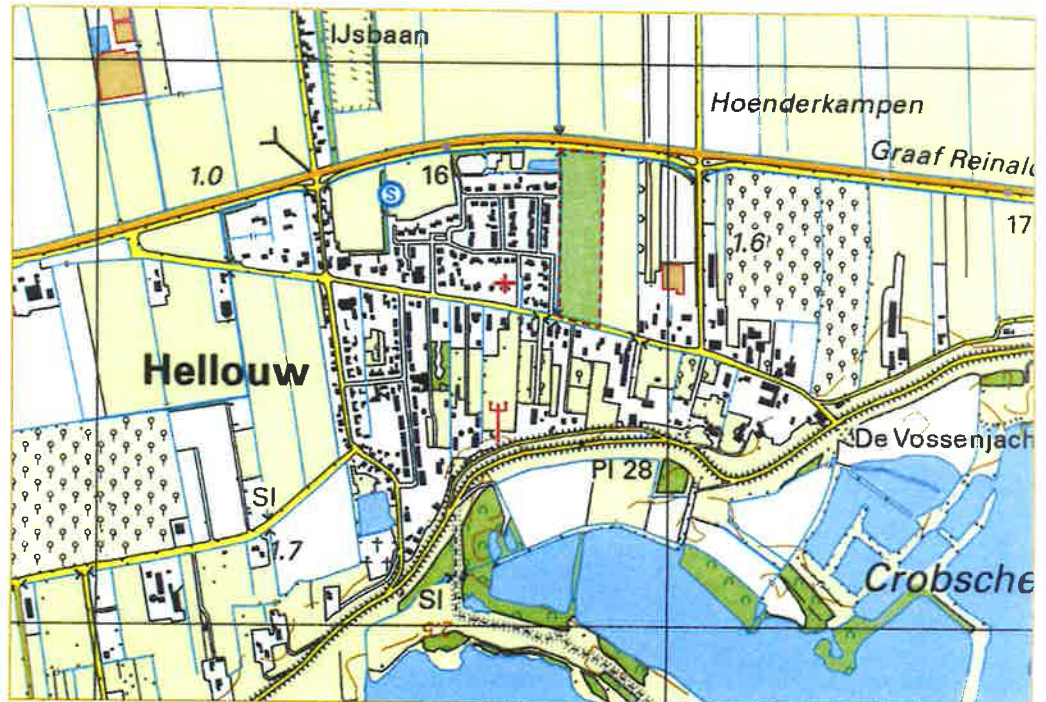 IJsbaan
Hoenderkampen
Graaf Reinald
1.0
16
S
1.6
17
Hellouw
De Vossenjach
Pl 28
Sl
1.7
Crobsche
Sl